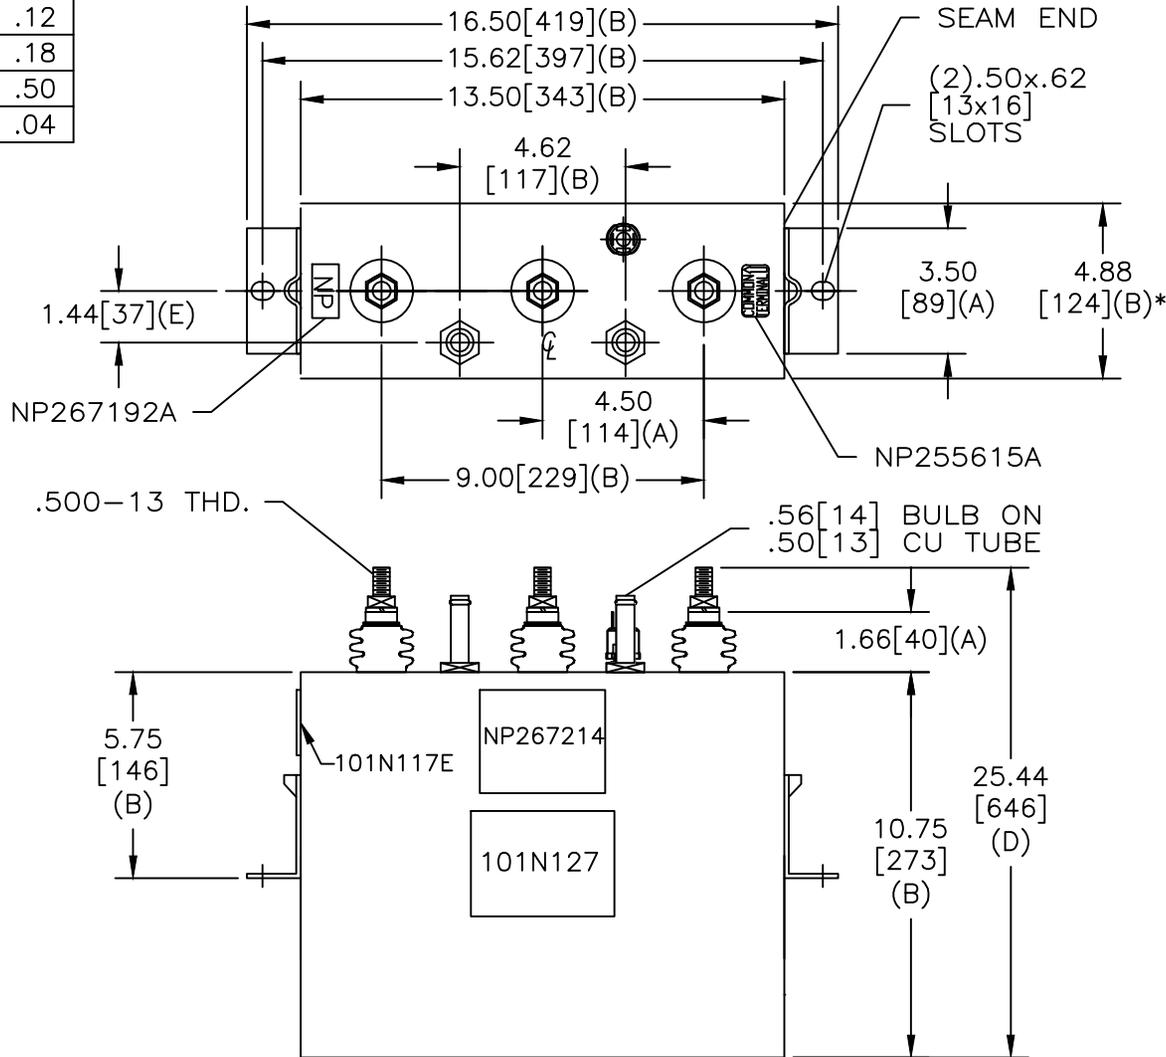 .12
.18
.50
.04
16.50[419](B)
15.62[397](B)
13.50[343](B)
4.62
[117](B)
SEAM END
(2).50x.62
[13x16]
SLOTS
NP
COMMON
TERMINAL
3.50
[89](A)
4.88
[124](B)*
1.44[37](E)
℄
NP267192A
4.50
[114](A)
9.00[229](B)
NP255615A
.500-13 THD.
.56[14] BULB ON
.50[13] CU TUBE
1.66[40](A)
5.75
[146]
(B)
NP267214
101N117E
101N127
25.44
[646]
(D)
10.75
[273]
(B)